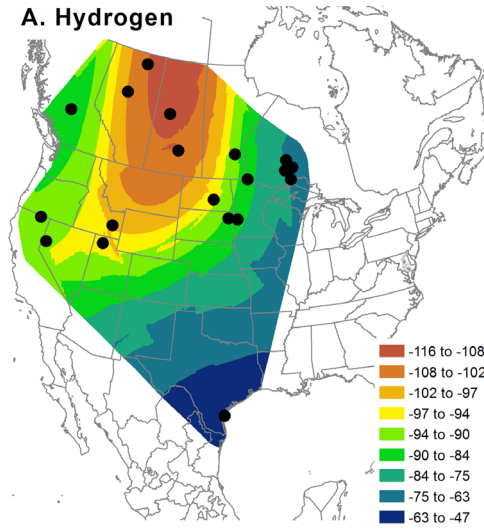 A. Hydrogen
-116 to -108
-108 to -102
-102 to -97
-97 to -94
-94 to -90
-90 to -84
-84 to -75
-75 to -63
-63 to -47